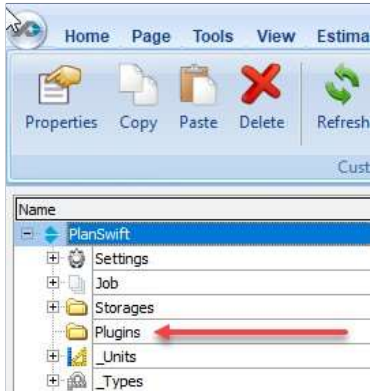 Home Page Tools View Estima
Properties Copy Paste Delete Refresh
Cust
Name
PlanSwift
Settings
Job
Storages
Plugins
_Units
_Types